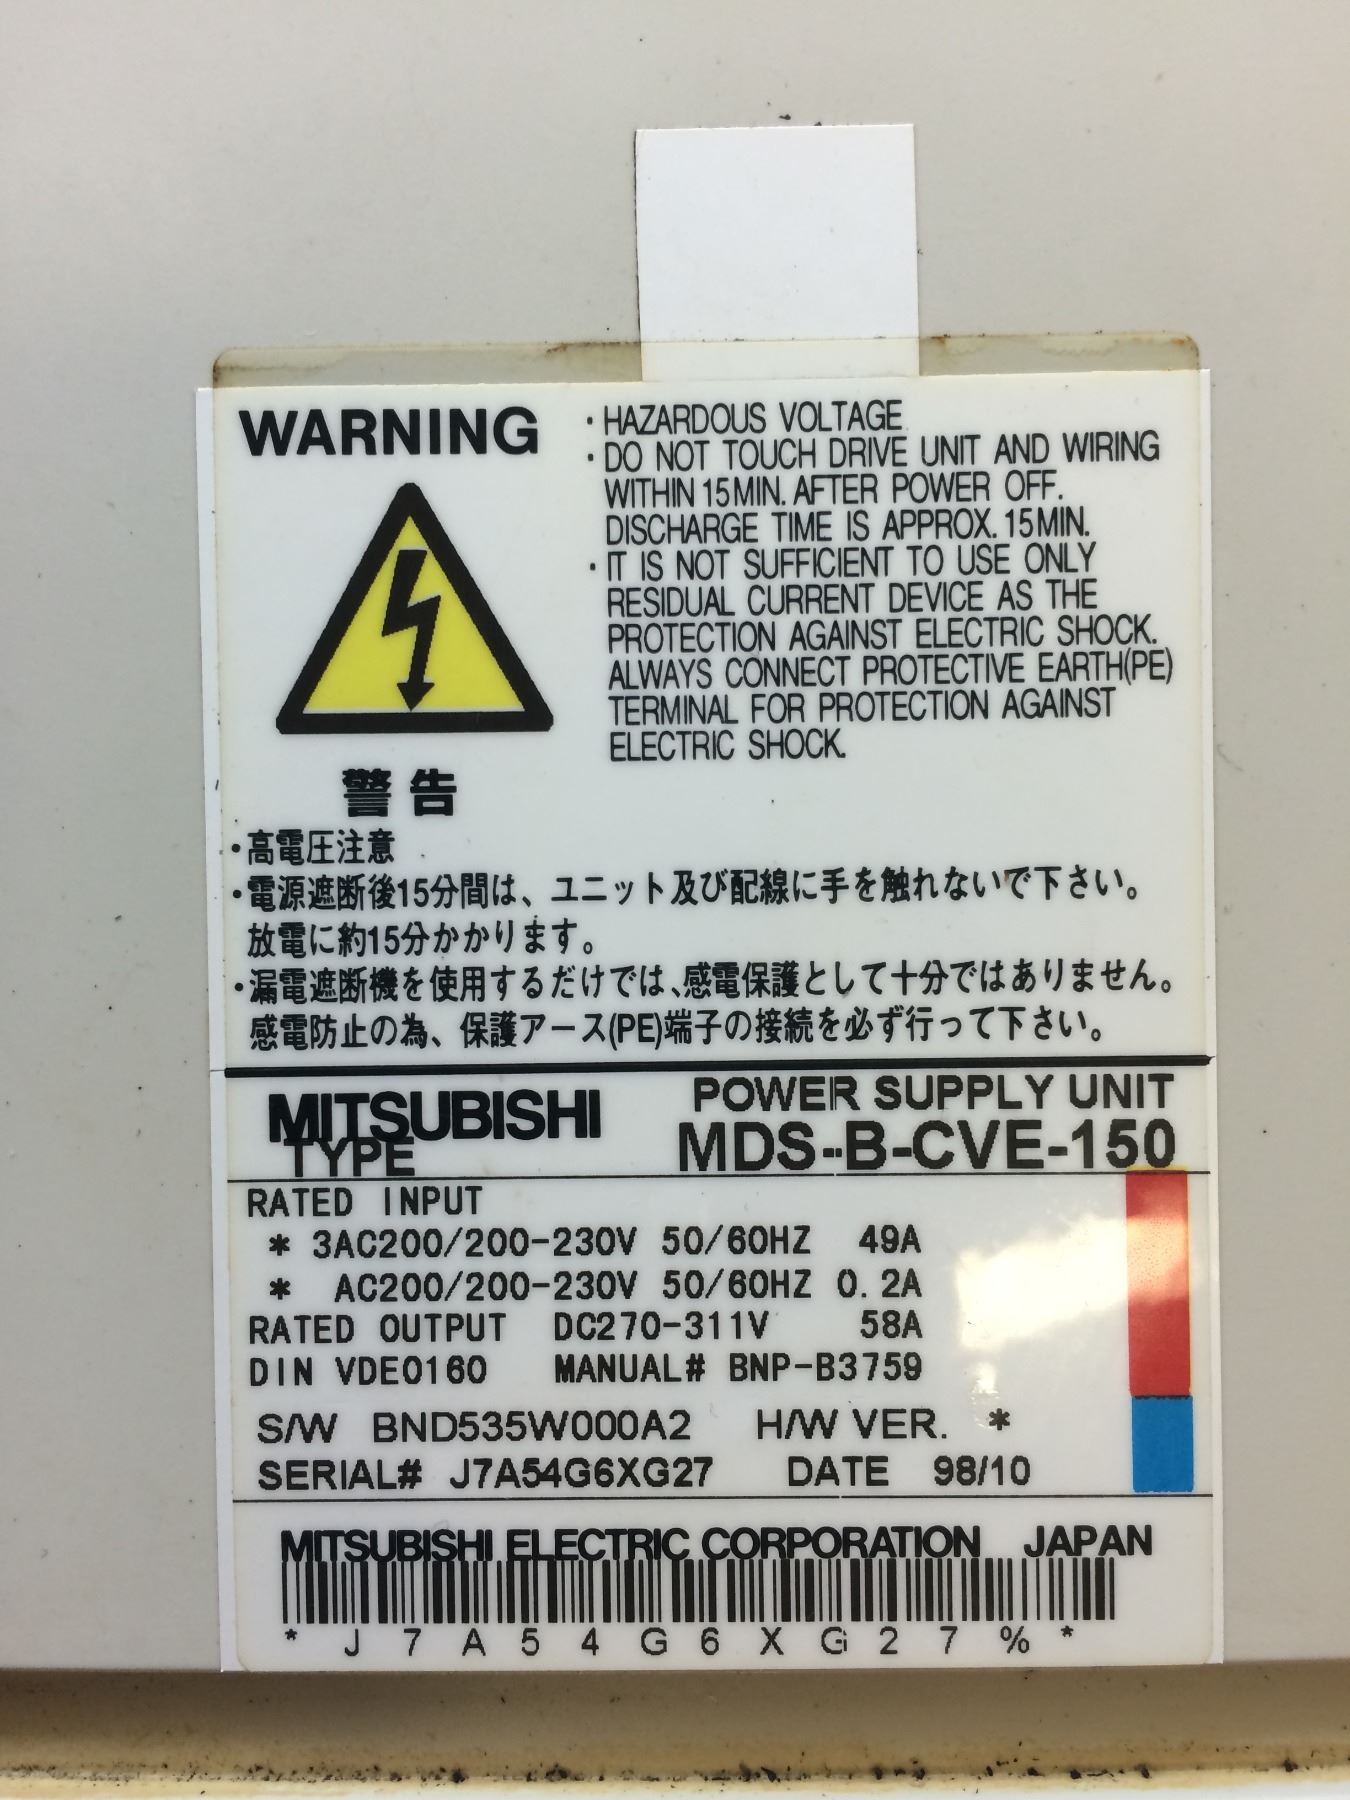 WARNING
・HAZARDOUS VOLTAGE
・DO NOT TOUCH DRIVE UNIT AND WIRING
WITHIN 15MIN. AFTER POWER OFF.
DISCHARGE TIME IS APPROX. 15MIN.
・IT IS NOT SUFFICIENT TO USE ONLY
RESIDUAL CURRENT DEVICE AS THE
PROTECTION AGAINST ELECTRIC SHOCK.
ALWAYS CONNECT PROTECTIVE EARTH(PE)
TERMINAL FOR PROTECTION AGAINST
ELECTRIC SHOCK.
警告
・高電圧注意
・電源遮断後15分間は、ユニット及び配線に手を触れないで下さい。
放電に約15分かかります。
・漏電遮断機を使用するだけでは、感電保護として十分ではありません。
感電防止の為、保護アース(PE)端子の接続を必ず行って下さい。
MITSUBISHI POWER SUPPLY UNIT
TYPE MDS-B-CVE-150
RATED INPUT
* 3AC200/200-230V 50/60HZ 49A
* AC200/200-230V 50/60HZ 0.2A
RATED OUTPUT DC270-311V 58A
DIN VDE0160 MANUAL# BNP-B3759
S/W BND535W000A2 H/W VER. *
SERIAL# J7A54G6XG27 DATE 98/10
MITSUBISHI ELECTRIC CORPORATION JAPAN
* J 7 A 5 4 G 6 X G 2 7 % *